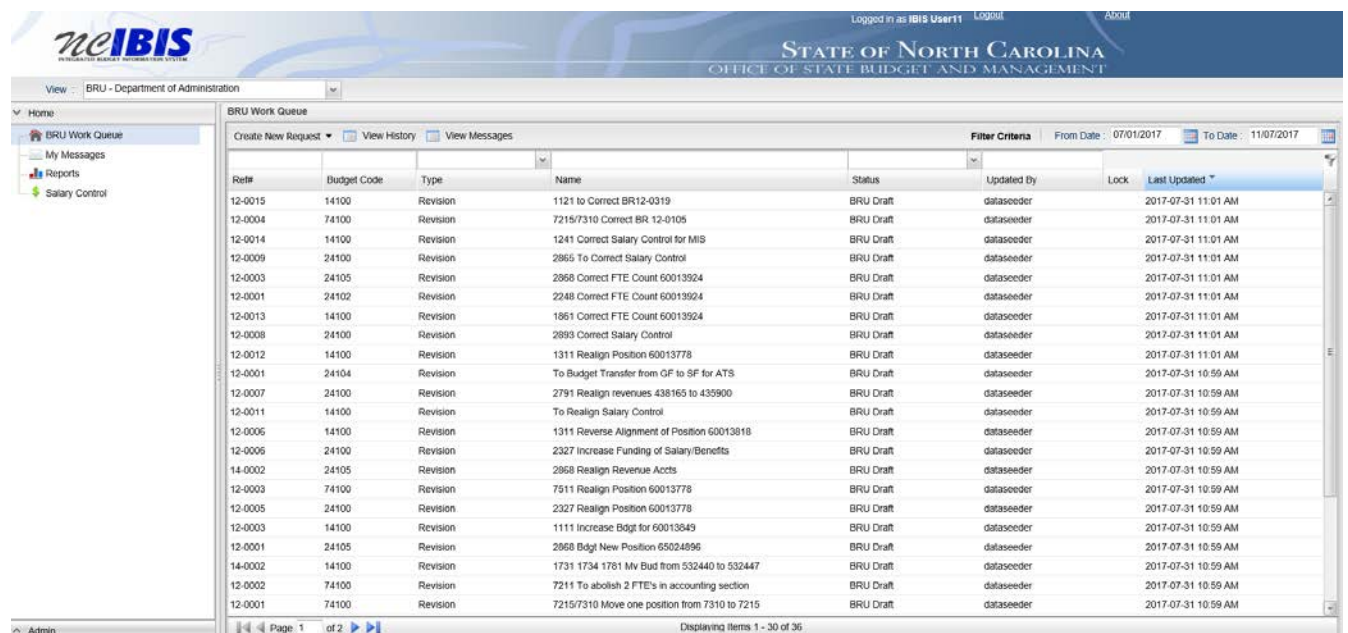 Logged in as IBIS User11 Logout About
ncIBIS
INTEGRATED BUDGET INFORMATION SYSTEM
STATE OF NORTH CAROLINA
OFFICE OF STATE BUDGET AND MANAGEMENT
View : BRU - Department of Administration
Home
BRU Work Queue
My Messages
Reports
Salary Control
BRU Work Queue
Create New Request View History View Messages Filter Criteria From Date : 07/01/2017 To Date : 11/07/2017
Ref# Budget Code Type Name Status Updated By Lock Last Updated
12-0015 14100 Revision 1121 to Correct BR12-0319 BRU Draft dataseeder 2017-07-31 11:01 AM
12-0004 74100 Revision 7215/7310 Correct BR 12-0105 BRU Draft dataseeder 2017-07-31 11:01 AM
12-0014 14100 Revision 1241 Correct Salary Control for MIS BRU Draft dataseeder 2017-07-31 11:01 AM
12-0009 24100 Revision 2865 To Correct Salary Control BRU Draft dataseeder 2017-07-31 11:01 AM
12-0003 24105 Revision 2868 Correct FTE Count 60013924 BRU Draft dataseeder 2017-07-31 11:01 AM
12-0001 24102 Revision 2248 Correct FTE Count 60013924 BRU Draft dataseeder 2017-07-31 11:01 AM
12-0013 14100 Revision 1861 Correct FTE Count 60013924 BRU Draft dataseeder 2017-07-31 11:01 AM
12-0008 24100 Revision 2893 Correct Salary Control BRU Draft dataseeder 2017-07-31 11:01 AM
12-0012 14100 Revision 1311 Realign Position 60013778 BRU Draft dataseeder 2017-07-31 11:01 AM
12-0001 24104 Revision To Budget Transfer from GF to SF for ATS BRU Draft dataseeder 2017-07-31 10:59 AM
12-0007 24100 Revision 2791 Realign revenues 438165 to 435900 BRU Draft dataseeder 2017-07-31 10:59 AM
12-0011 14100 Revision To Realign Salary Control BRU Draft dataseeder 2017-07-31 10:59 AM
12-0006 14100 Revision 1311 Reverse Alignment of Position 60013818 BRU Draft dataseeder 2017-07-31 10:59 AM
12-0006 24100 Revision 2327 Increase Funding of Salary/Benefits BRU Draft dataseeder 2017-07-31 10:59 AM
14-0002 24105 Revision 2868 Realign Revenue Accts BRU Draft dataseeder 2017-07-31 10:59 AM
12-0003 74100 Revision 7511 Realign Position 60013778 BRU Draft dataseeder 2017-07-31 10:59 AM
12-0005 24100 Revision 2327 Realign Position 60013778 BRU Draft dataseeder 2017-07-31 10:59 AM
12-0003 14100 Revision 1111 Increase Bdgt for 60013849 BRU Draft dataseeder 2017-07-31 10:59 AM
12-0001 24105 Revision 2868 Bdgt New Position 65024896 BRU Draft dataseeder 2017-07-31 10:59 AM
14-0002 14100 Revision 1731 1734 1781 Mv Bud from 532440 to 532447 BRU Draft dataseeder 2017-07-31 10:59 AM
12-0002 74100 Revision 7211 To abolish 2 FTE's in accounting section BRU Draft dataseeder 2017-07-31 10:59 AM
12-0001 74100 Revision 7215/7310 Move one position from 7310 to 7215 BRU Draft dataseeder 2017-07-31 10:59 AM
Admin
Page 1 of 2 Displaying Items 1 - 30 of 36